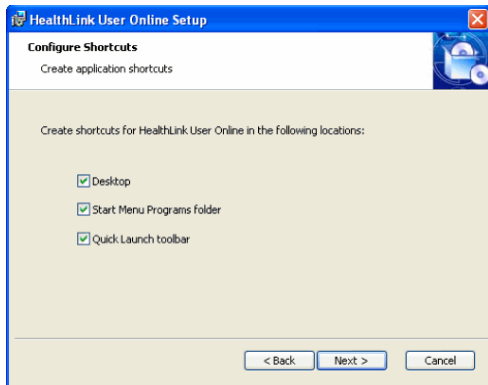 HealthLink User Online Setup
Configure Shortcuts
Create application shortcuts
Create shortcuts for HealthLink User Online in the following locations:
Desktop
Start Menu Programs folder
Quick Launch toolbar
< Back Next > Cancel